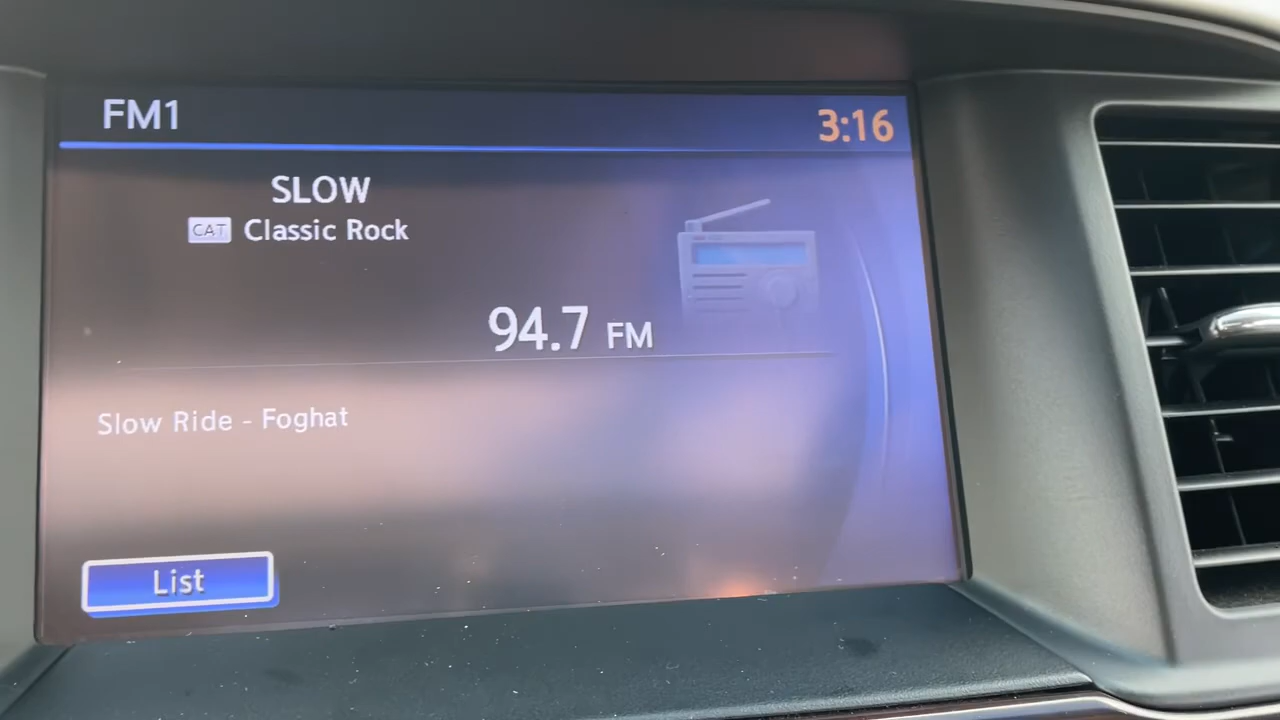 FM1
3:16
SLOW
CAT Classic Rock
94.7 FM
Slow Ride - Foghat
List